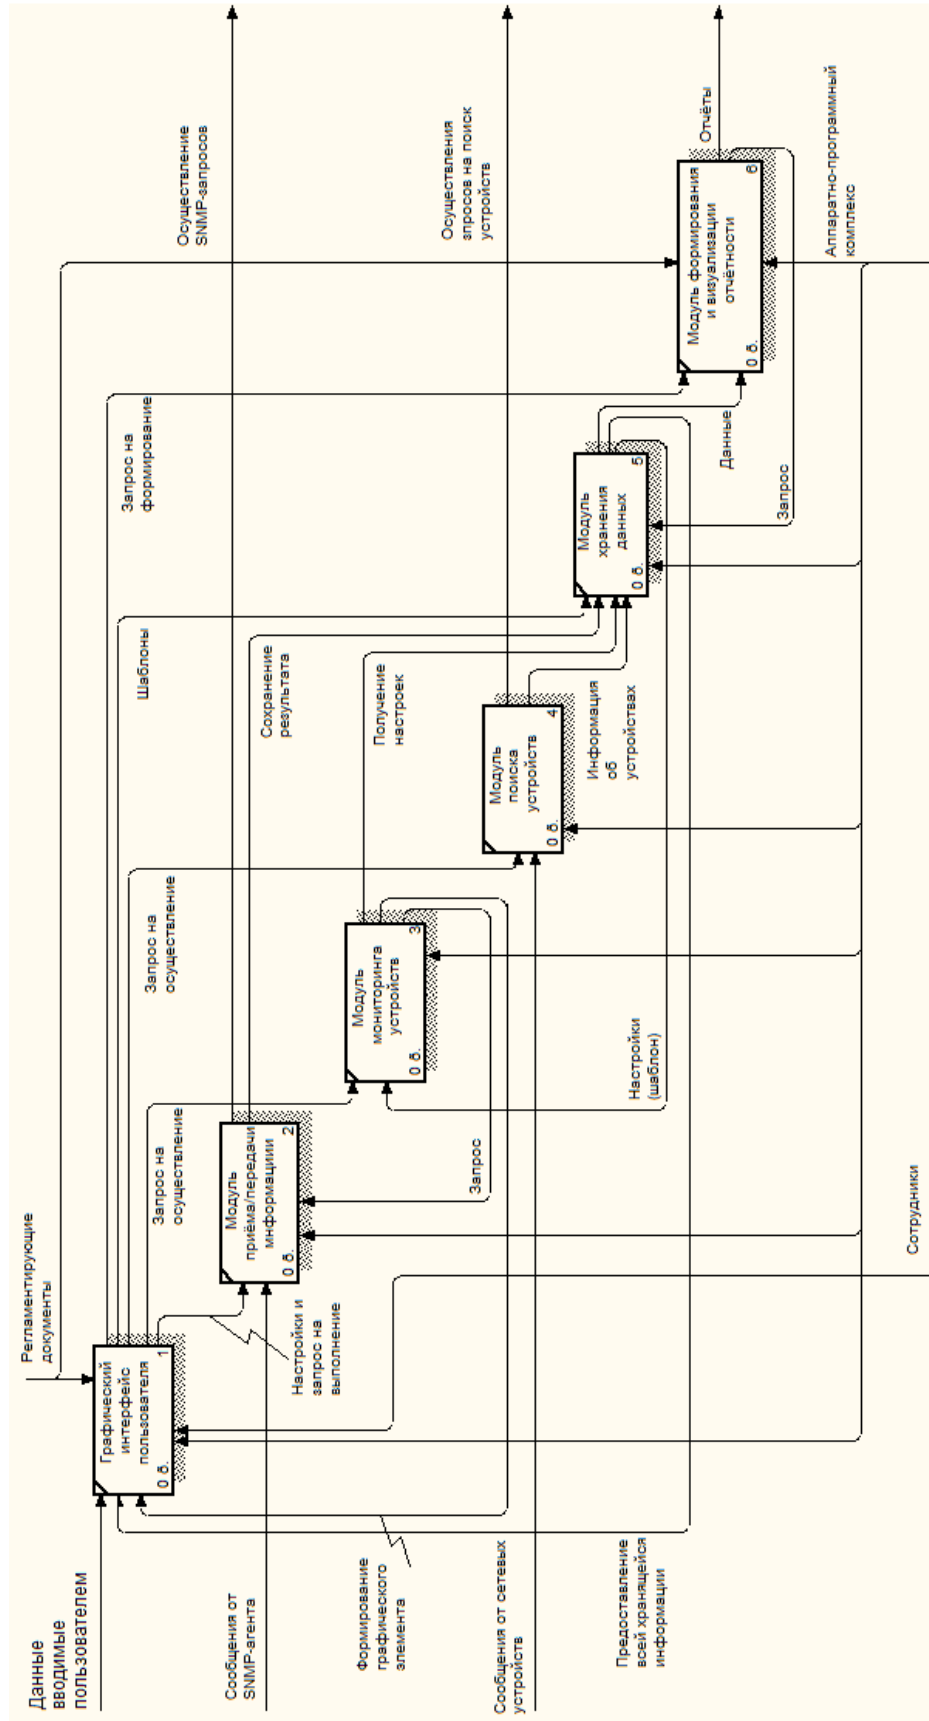 Данные
вводимые
пользователем
Сообщения от
SNMP-агента
Формирование
графического
элемента
Сообщения от сетевых
устройств
Предоставление
всей хранящейся
информации
Регламентирующие
документы
Графический
интерфейс
пользователя
0 б.
1
Настройки и
запрос на
выполнение
Сотрудники
Запрос на
осуществление
Модуль
приёма/передачи
мнформациии
0 б.
2
Запрос
Запрос на
осуществление
Модуль
мониторинга
устройств
0 б.
3
Настройки
(шаблон)
Шаблоны
Сохранение
результата
Получение
настроек
Модуль
поиска
устройств
0 б.
4
Информация
об
устройствах
Запрос на
формирование
Модуль
хранения
данных
0 б.
5
Данные
Запрос
Осуществление
SNMP-запросов
Осуществления
зпросов на поиск
устройств
Модуль формирования
и визуализации
отчётности
0 б.
6
Отчёты
Аппаратно-программный
комплекс